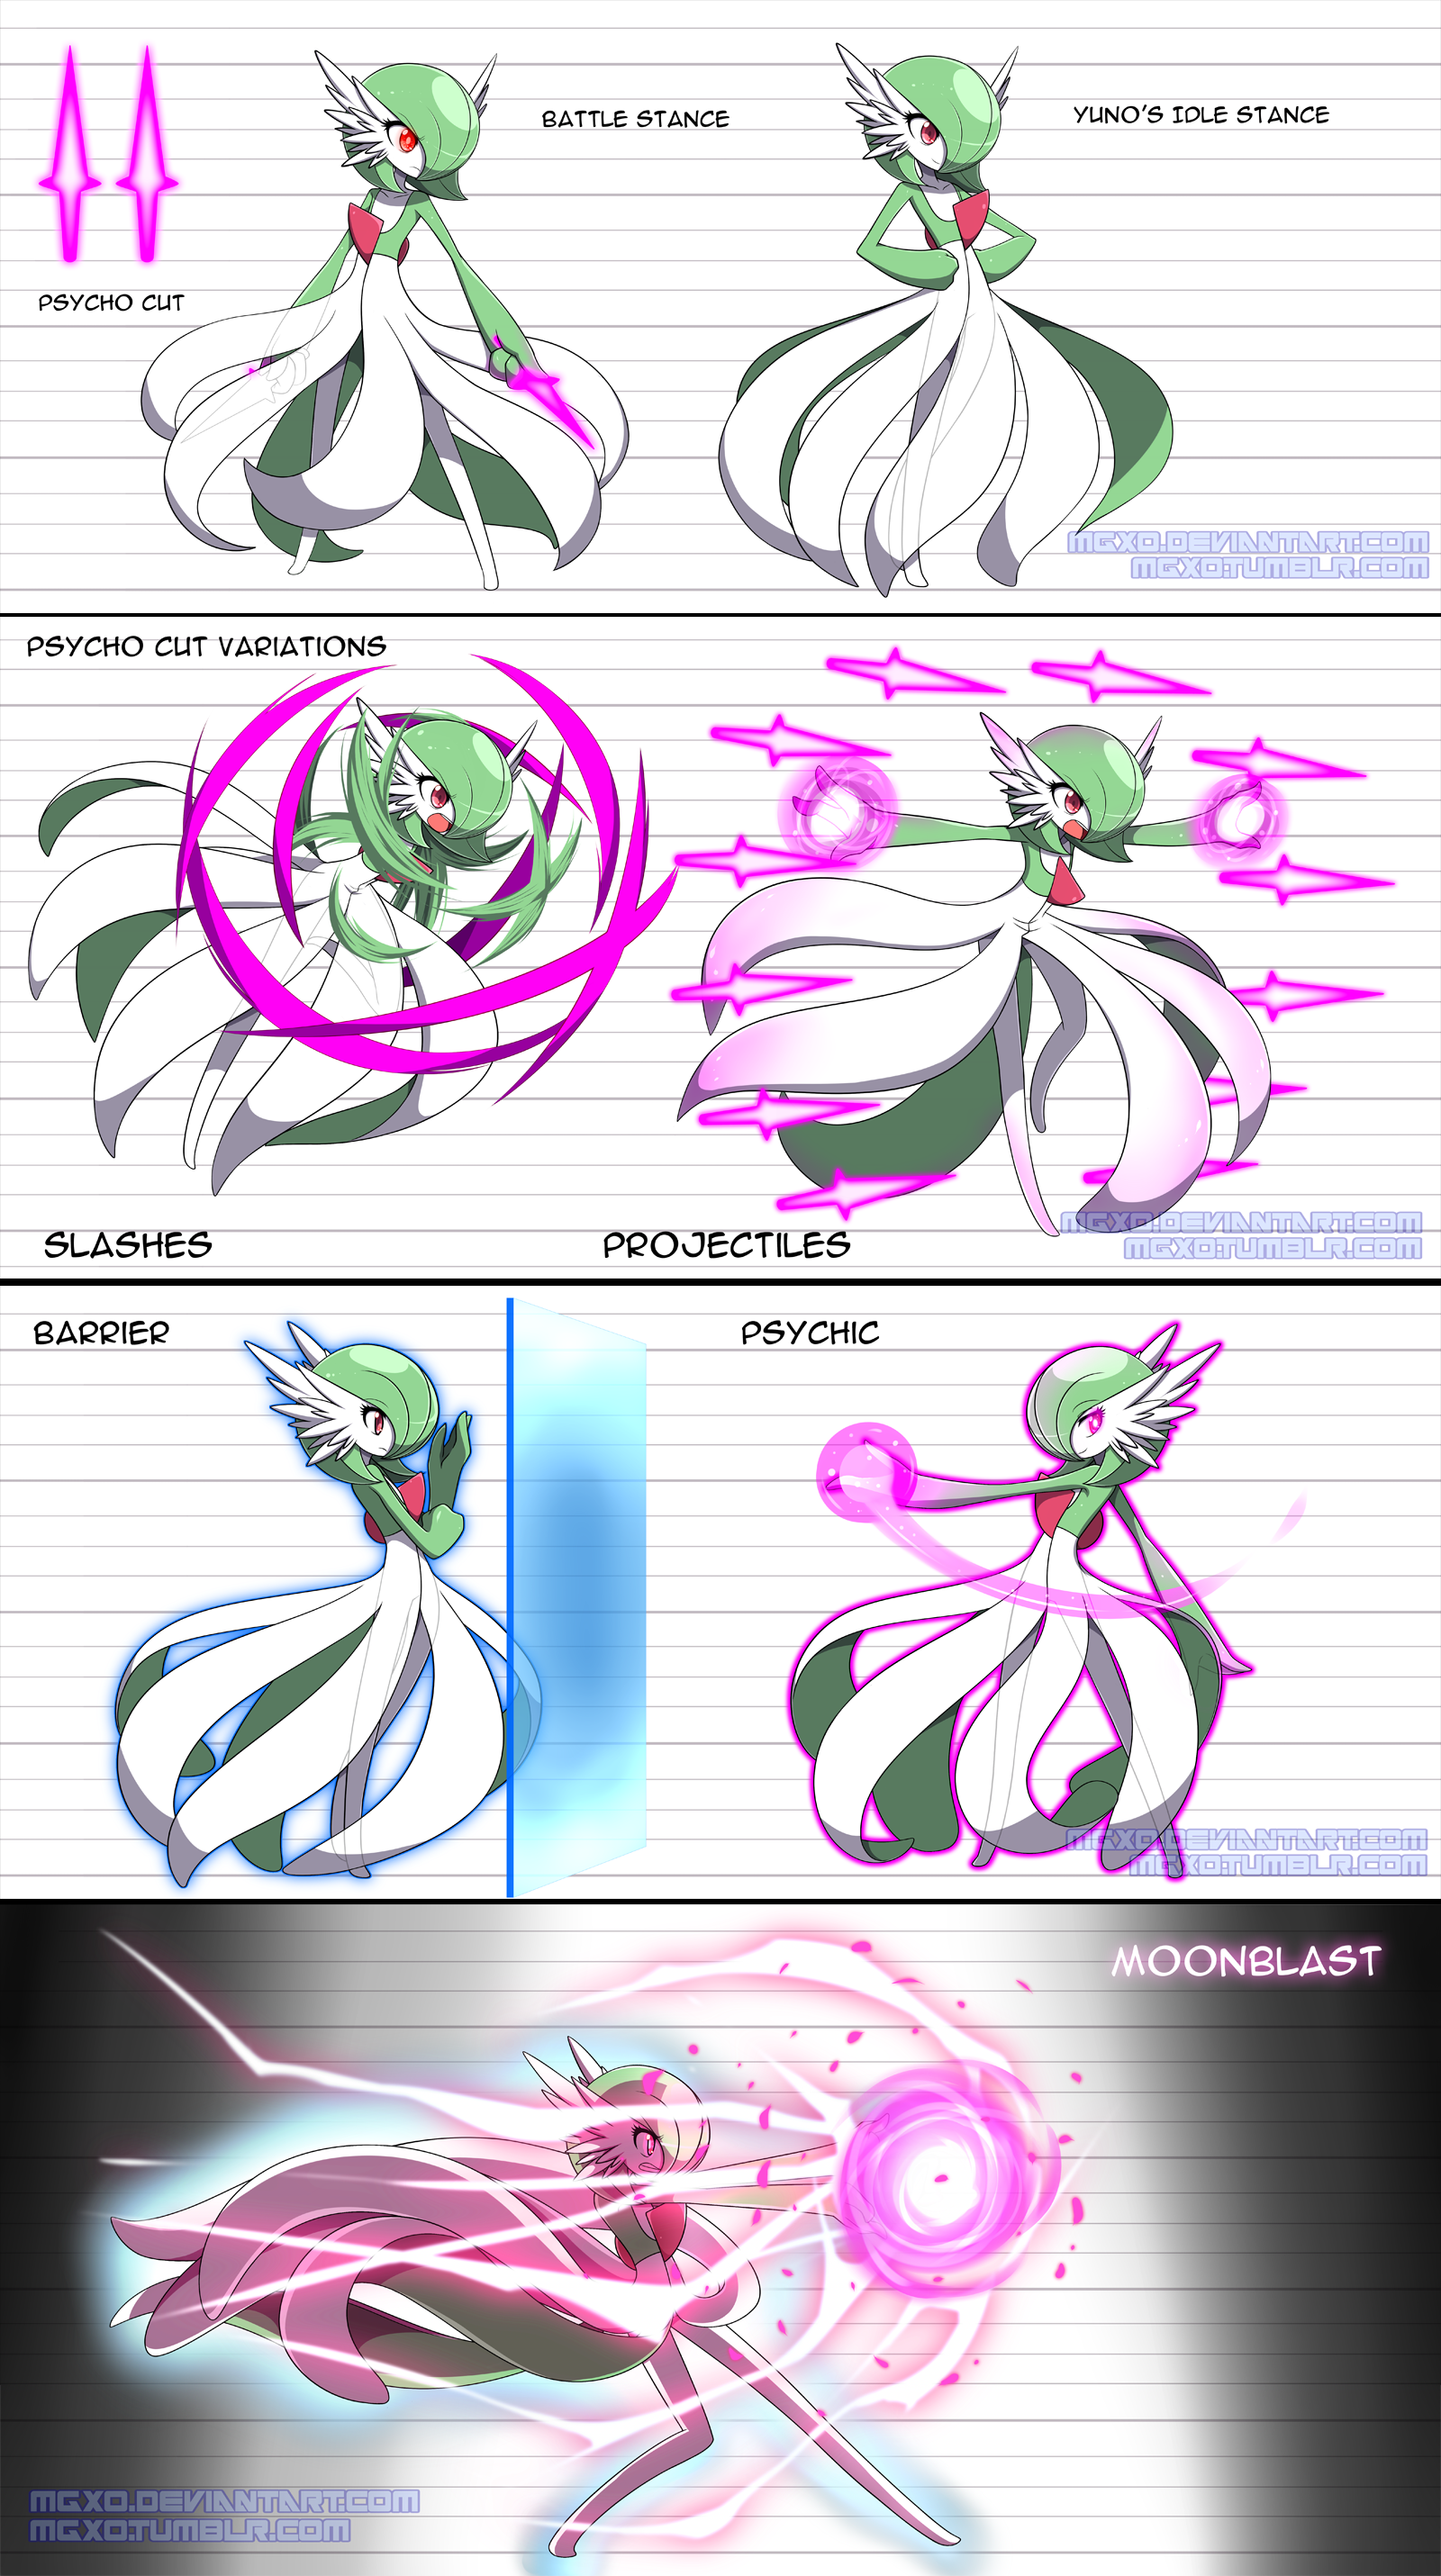 BATTLE STANCE
YUNO'S IDLE STANCE
PSYCHO CUT
MGXO.DEVIANTART.COM
MGXO.TUMBLR.COM
PSYCHO CUT VARIATIONS
SLASHES
PROJECTILES
MGXO.DEVIANTART.COM
MGXO.TUMBLR.COM
BARRIER
PSYCHIC
MGXO.DEVIANTART.COM
MGXO.TUMBLR.COM
MOONBLAST
MGXO.DEVIANTART.COM
MGXO.TUMBLR.COM